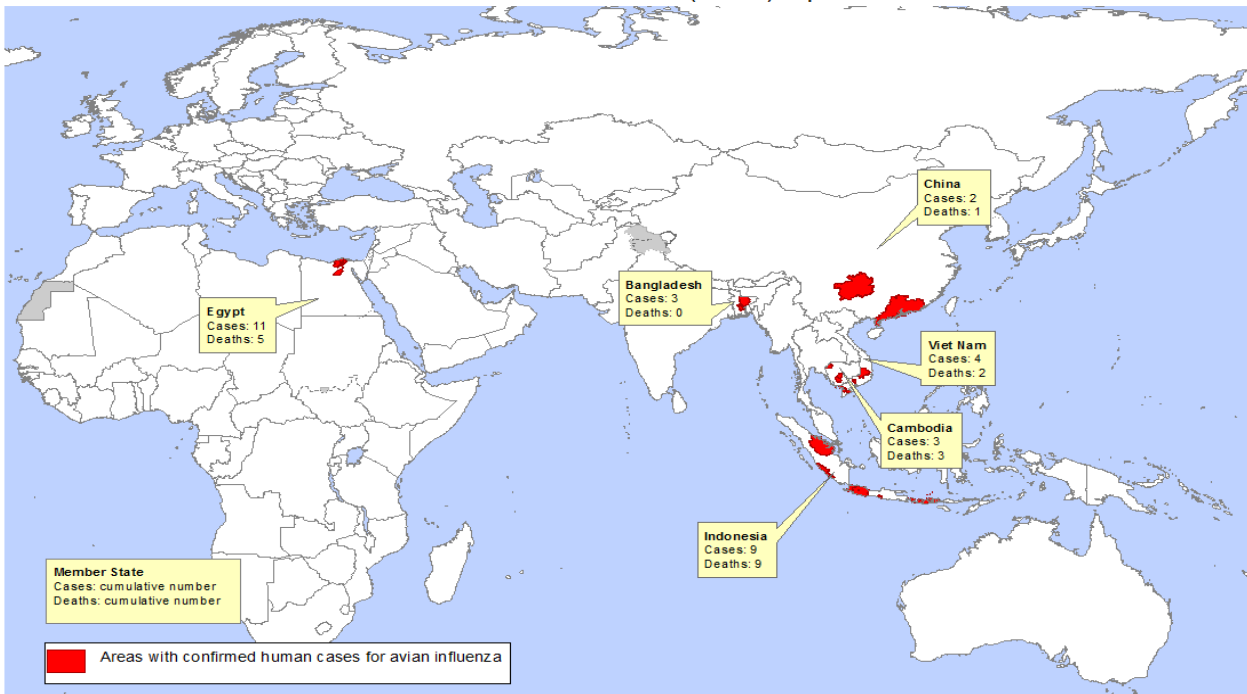 China
Cases: 2
Deaths: 1
Bangladesh
Cases: 3
Deaths: 0
Egypt
Cases: 11
Deaths: 5
Viet Nam
Cases: 4
Deaths: 2
Cambodia
Cases: 3
Deaths: 3
Indonesia
Cases: 9
Deaths: 9
Member State
Cases: cumulative number
Deaths: cumulative number
Areas with confirmed human cases for avian influenza